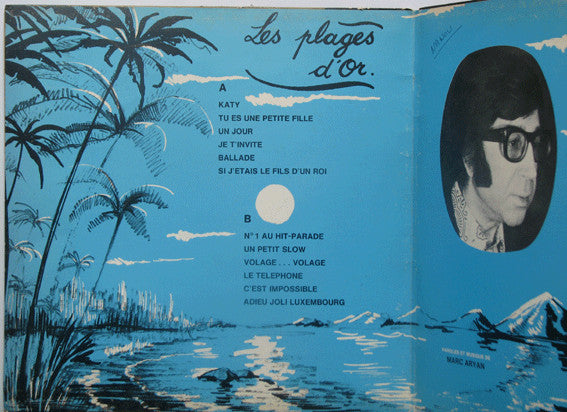 Les plages
d'Or.
A
KATY
TU ES UNE PETITE FILLE
UN JOUR
JE T'INVITE
BALLADE
SI J'ETAIS LE FILS D'UN ROI
B
N° 1 AU HIT-PARADE
UN PETIT SLOW
VOLAGE . . . VOLAGE
LE TELEPHONE
C'EST IMPOSSIBLE
ADIEU JOLI LUXEMBOURG
PAROLES ET MUSIQUE DE
MARC ARYAN